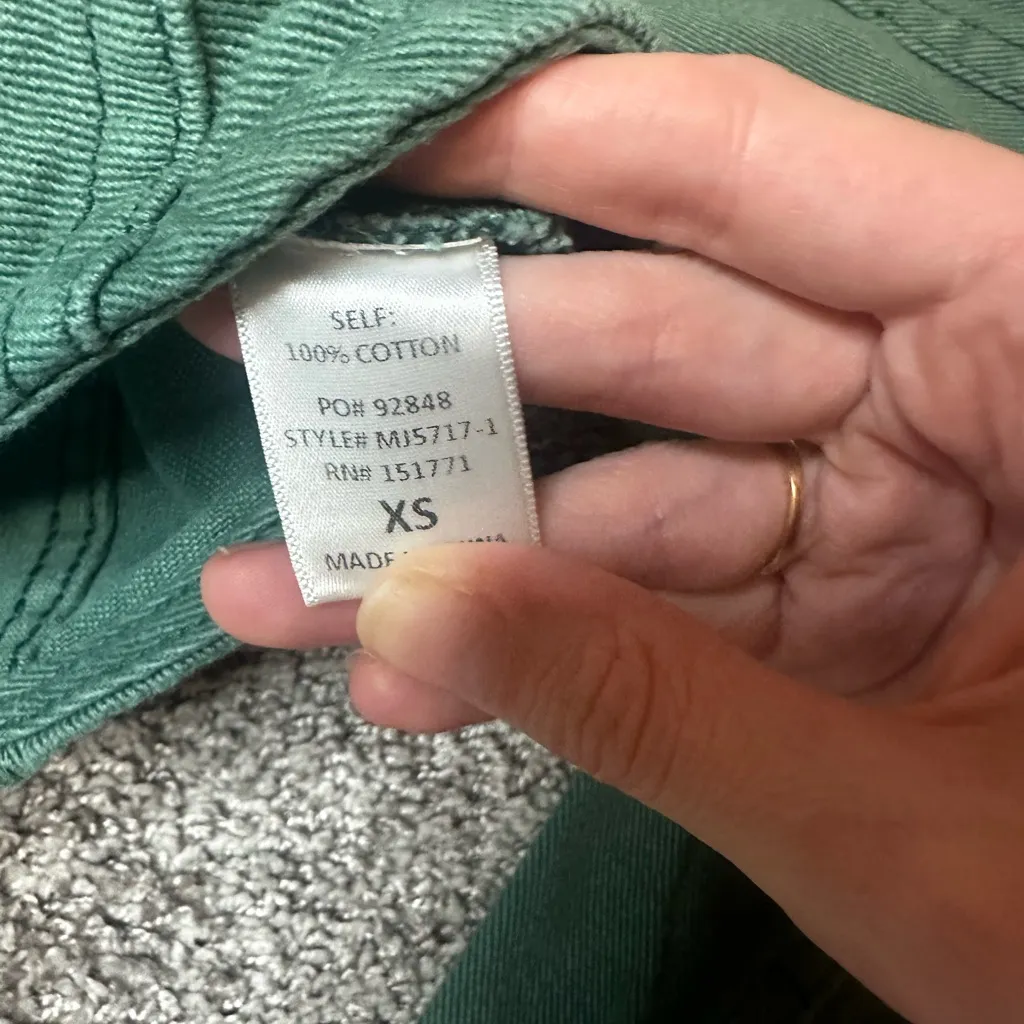 SELF:
100% COTTON
PO# 92848
STYLE# MJ5717-1
RN# 151771
XS
MADE